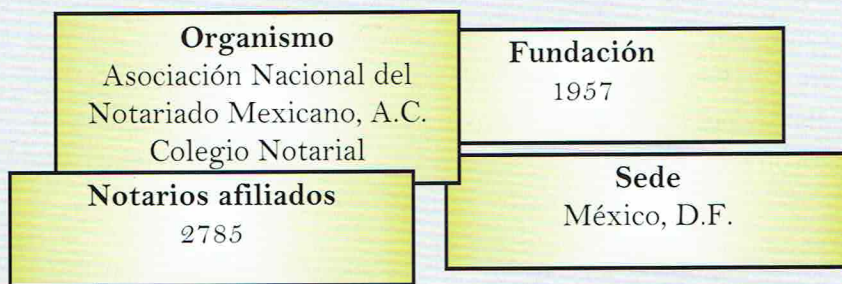 Organismo
Asociación Nacional del
Notariado Mexicano, A.C.
Colegio Notarial
Fundación
1957
Notarios afiliados
2785
Sede
México, D.F.